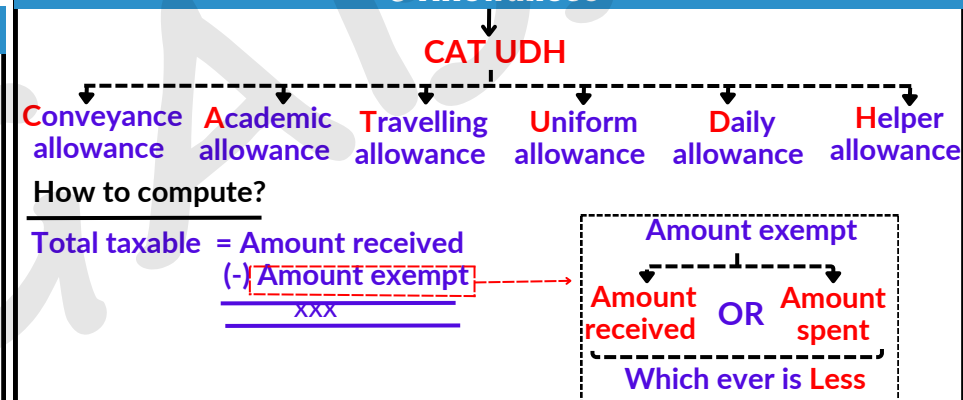 CAT UDH
Conveyance allowance
Academic allowance
Travelling allowance
Uniform allowance
Daily allowance
Helper allowance
How to compute?
Total taxable = Amount received
(-) Amount exempt
xxx
Amount exempt
Amount received OR Amount spent
Which ever is Less